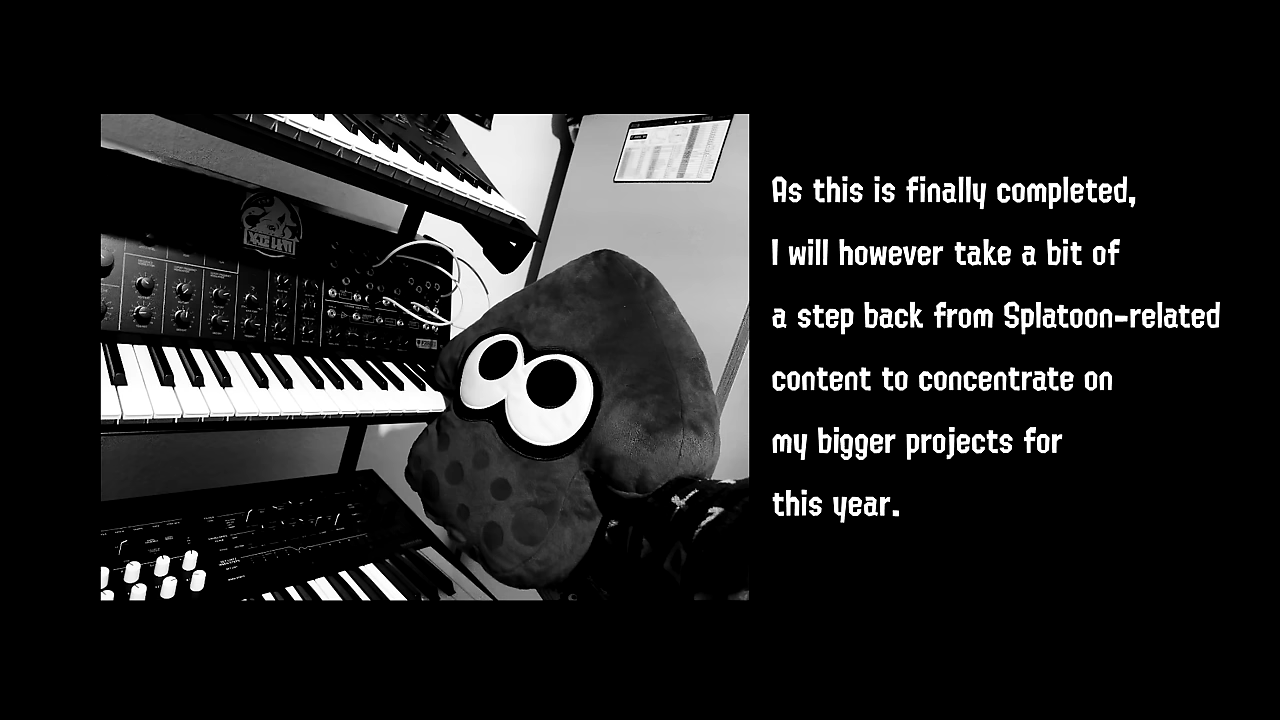 As this is finally completed,
I will however take a bit of
a step back from Splatoon-related
content to concentrate on
my bigger projects for
this year.